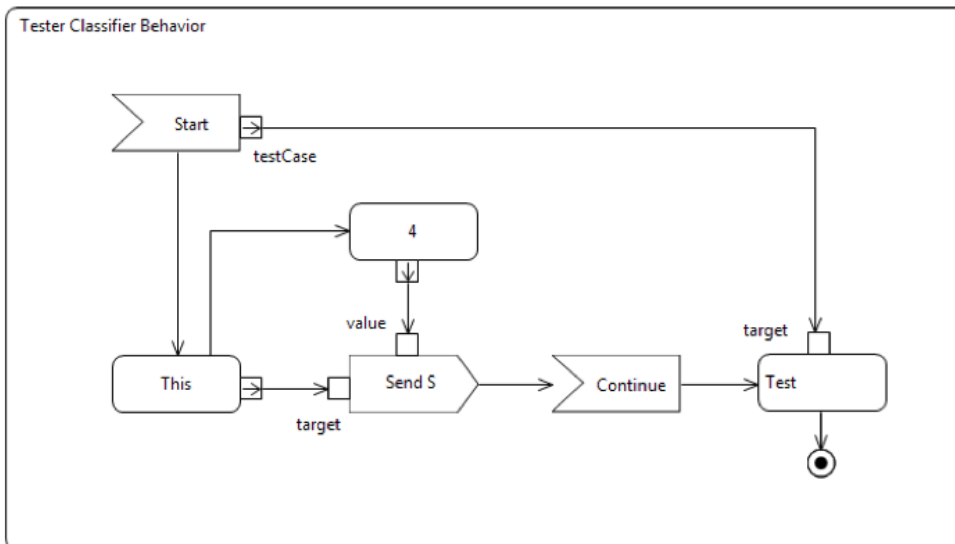 Tester Classifier Behavior
Start
testCase
4
value
target
This
Send S
Continue
Test
target